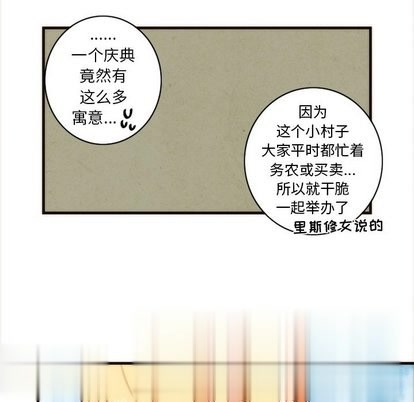 ……
一个庆典
竟然有
这么多
寓意...
因为
这个小村子
大家平时都忙着
务农或买卖...
所以就干脆
一起举办了
里斯修女说的